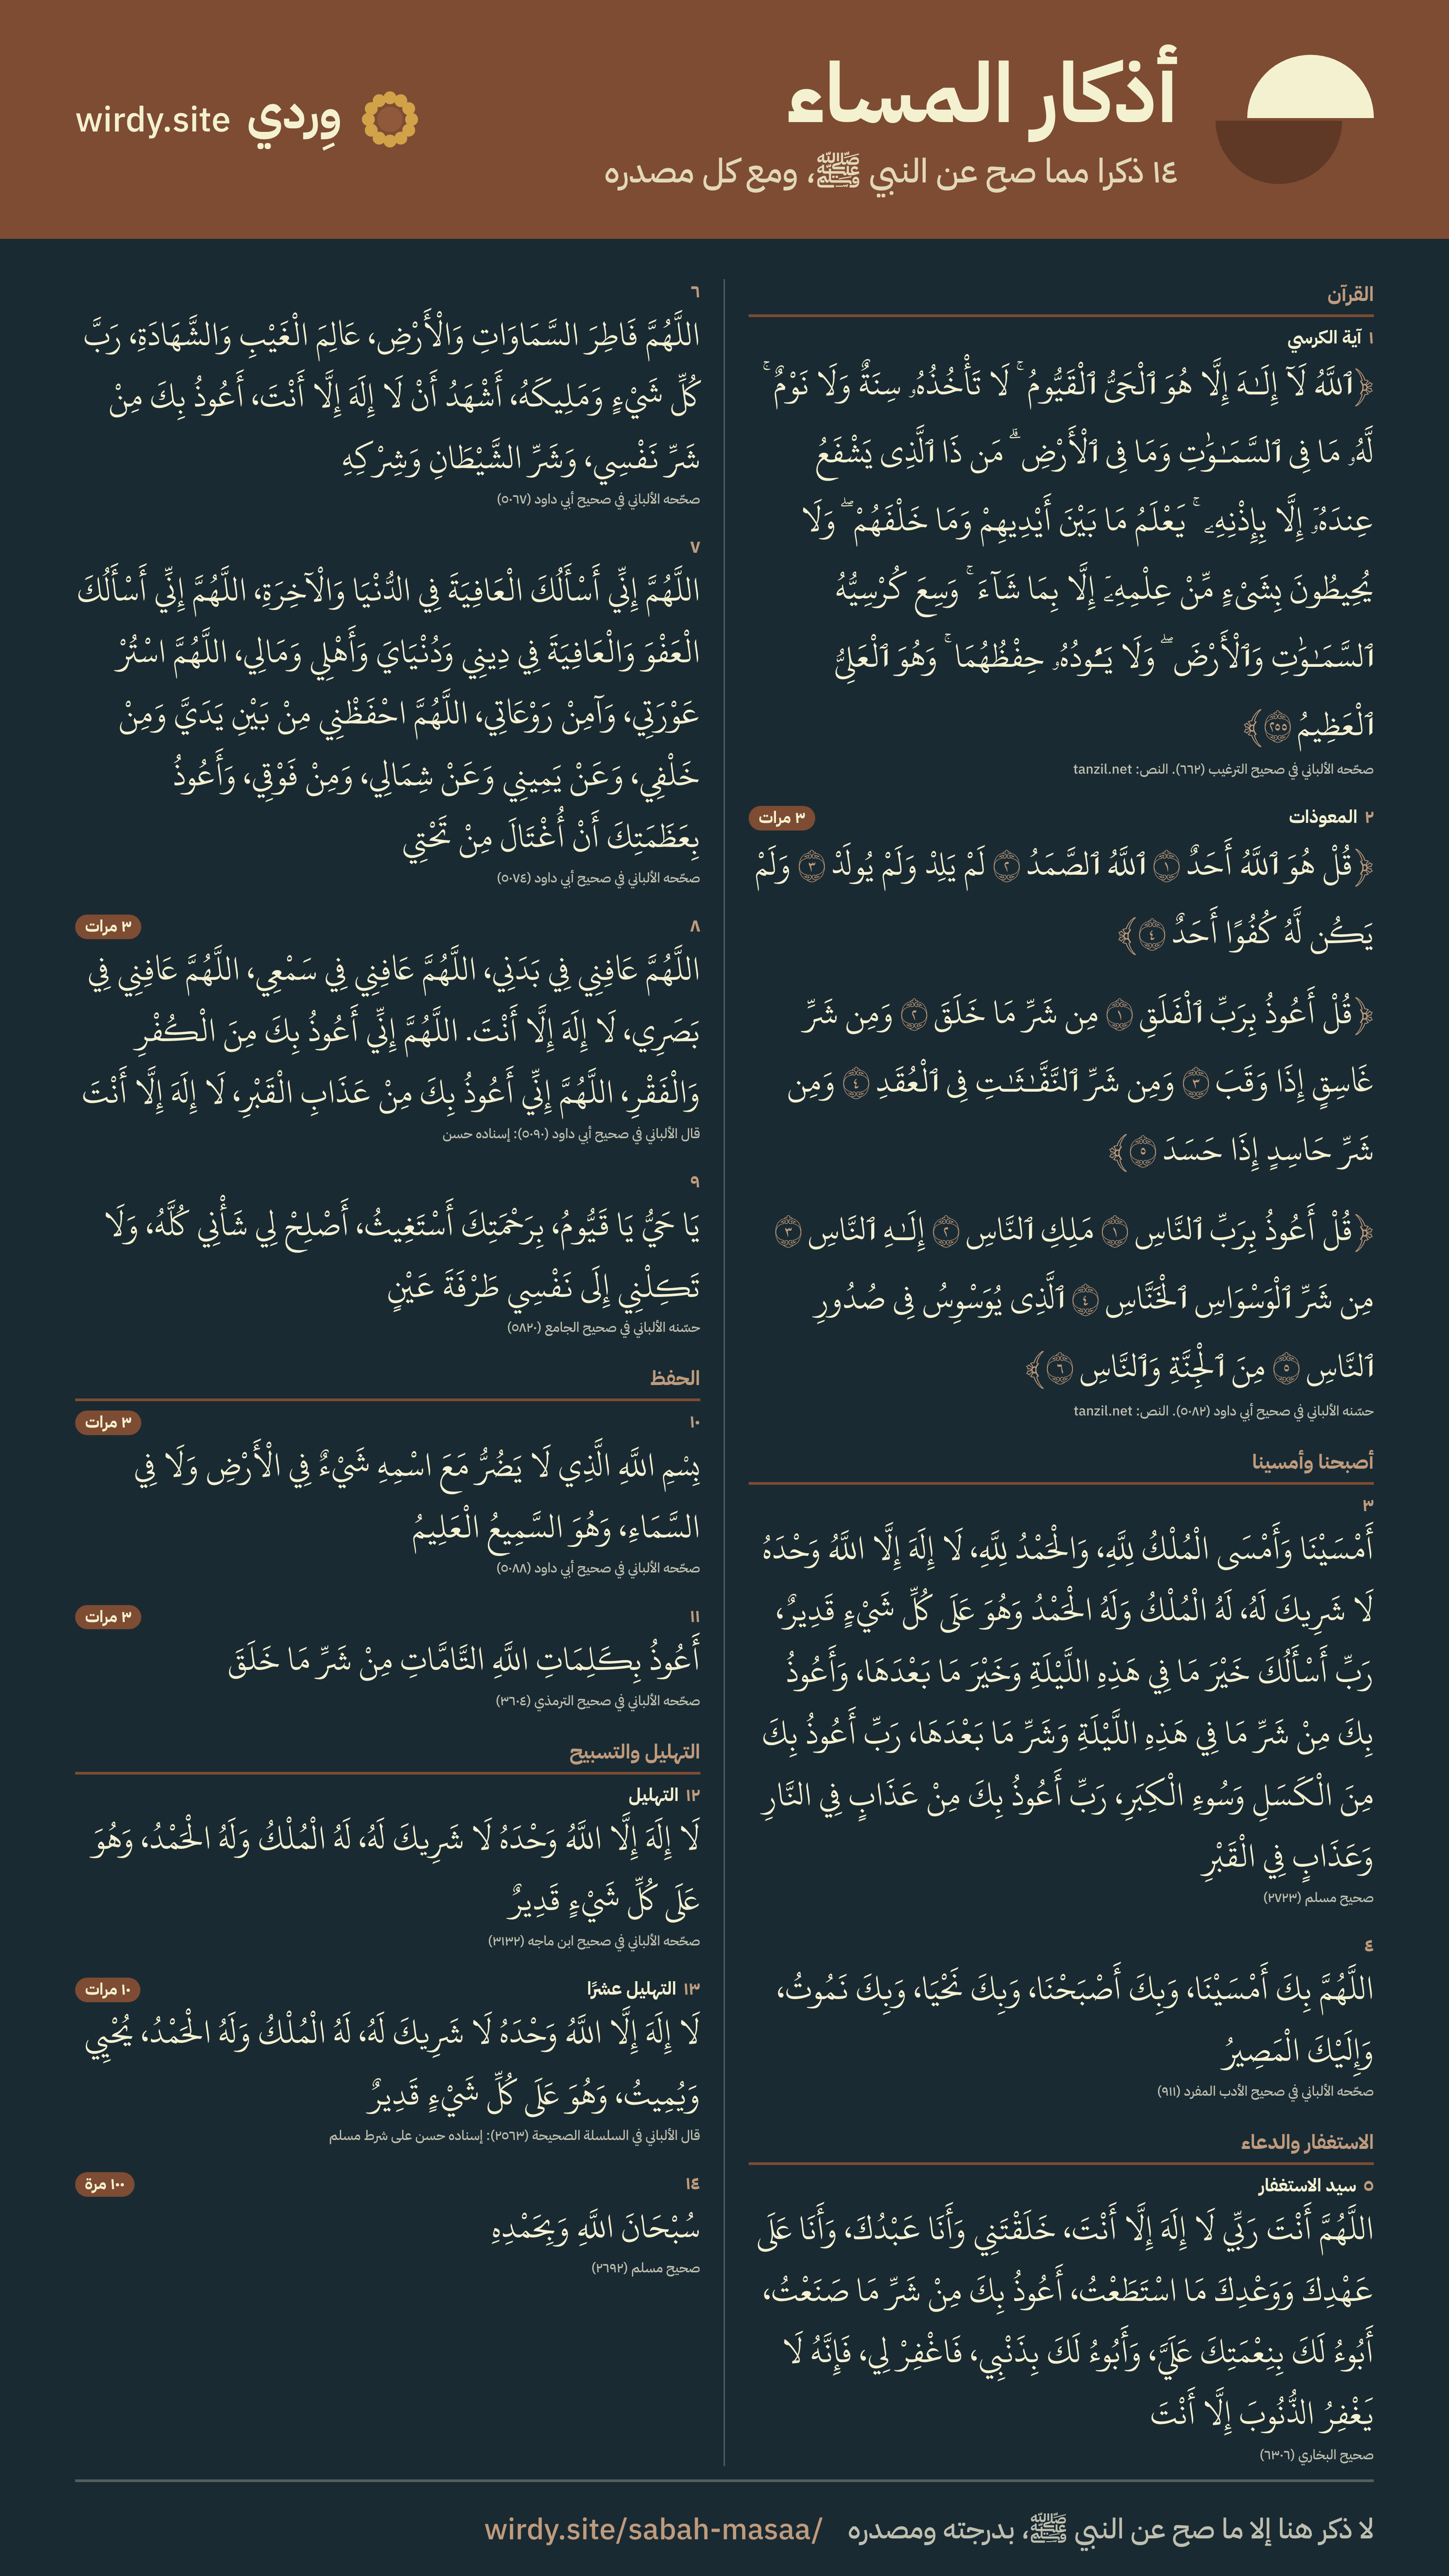 أذكار المساء
١٤ ذكرا مما صح عن النبي ﷺ، ومع كل مصدره
وِردي wirdy.site
القرآن
١ آية الكرسي
﴿ٱللَّهُ لَآ إِلَـٰهَ إِلَّا هُوَ ٱلْحَىُّ ٱلْقَيُّومُ ۚ لَا تَأْخُذُهُۥ سِنَةٌ وَلَا نَوْمٌ ۚ
لَّهُۥ مَا فِى ٱلسَّمَـٰوَٰتِ وَمَا فِى ٱلْأَرْضِ ۗ مَن ذَا ٱلَّذِى يَشْفَعُ
عِندَهُۥٓ إِلَّا بِإِذْنِهِۦ ۚ يَعْلَمُ مَا بَيْنَ أَيْدِيهِمْ وَمَا خَلْفَهُمْ ۖ وَلَا
يُحِيطُونَ بِشَىْءٍ مِّنْ عِلْمِهِۦٓ إِلَّا بِمَا شَآءَ ۚ وَسِعَ كُرْسِيُّهُ
ٱلسَّمَـٰوَٰتِ وَٱلْأَرْضَ ۖ وَلَا يَـُٔودُهُۥ حِفْظُهُمَا ۚ وَهُوَ ٱلْعَلِىُّ
ٱلْعَظِيمُ ۝٢٥٥﴾
صحّحه الألباني في صحيح الترغيب (٦٦٢). النص: tanzil.net
٢ المعوذات
٣ مرات
﴿قُلْ هُوَ ٱللَّهُ أَحَدٌ ۝١ ٱللَّهُ ٱلصَّمَدُ ۝٢ لَمْ يَلِدْ وَلَمْ يُولَدْ ۝٣ وَلَمْ
يَكُن لَّهُ كُفُوًا أَحَدٌ ۝٤﴾
﴿قُلْ أَعُوذُ بِرَبِّ ٱلْفَلَقِ ۝١ مِن شَرِّ مَا خَلَقَ ۝٢ وَمِن شَرِّ
غَاسِقٍ إِذَا وَقَبَ ۝٣ وَمِن شَرِّ ٱلنَّفَّـٰثَـٰتِ فِى ٱلْعُقَدِ ۝٤ وَمِن
شَرِّ حَاسِدٍ إِذَا حَسَدَ ۝٥﴾
﴿قُلْ أَعُوذُ بِرَبِّ ٱلنَّاسِ ۝١ مَلِكِ ٱلنَّاسِ ۝٢ إِلَـٰهِ ٱلنَّاسِ ۝٣
مِن شَرِّ ٱلْوَسْوَاسِ ٱلْخَنَّاسِ ۝٤ ٱلَّذِى يُوَسْوِسُ فِى صُدُورِ
ٱلنَّاسِ ۝٥ مِنَ ٱلْجِنَّةِ وَٱلنَّاسِ ۝٦﴾
حسّنه الألباني في صحيح أبي داود (٥٠٨٢). النص: tanzil.net
أصبحنا وأمسينا
٣
أَمْسَيْنَا وَأَمْسَى الْمُلْكُ لِلَّهِ، وَالْحَمْدُ لِلَّهِ، لَا إِلَهَ إِلَّا اللَّهُ وَحْدَهُ
لَا شَرِيكَ لَهُ، لَهُ الْمُلْكُ وَلَهُ الْحَمْدُ وَهُوَ عَلَى كُلِّ شَيْءٍ قَدِيرٌ،
رَبِّ أَسْأَلُكَ خَيْرَ مَا فِي هَذِهِ اللَّيْلَةِ وَخَيْرَ مَا بَعْدَهَا، وَأَعُوذُ
بِكَ مِنْ شَرِّ مَا فِي هَذِهِ اللَّيْلَةِ وَشَرِّ مَا بَعْدَهَا، رَبِّ أَعُوذُ بِكَ
مِنَ الْكَسَلِ وَسُوءِ الْكِبَرِ، رَبِّ أَعُوذُ بِكَ مِنْ عَذَابٍ فِي النَّارِ
وَعَذَابٍ فِي الْقَبْرِ
صحيح مسلم (٢٧٢٣)
٤
اللَّهُمَّ بِكَ أَمْسَيْنَا، وَبِكَ أَصْبَحْنَا، وَبِكَ نَحْيَا، وَبِكَ نَمُوتُ،
وَإِلَيْكَ الْمَصِيرُ
صحّحه الألباني في صحيح الأدب المفرد (٩١١)
الاستغفار والدعاء
٥ سيد الاستغفار
اللَّهُمَّ أَنْتَ رَبِّي لَا إِلَهَ إِلَّا أَنْتَ، خَلَقْتَنِي وَأَنَا عَبْدُكَ، وَأَنَا عَلَى
عَهْدِكَ وَوَعْدِكَ مَا اسْتَطَعْتُ، أَعُوذُ بِكَ مِنْ شَرِّ مَا صَنَعْتُ،
أَبُوءُ لَكَ بِنِعْمَتِكَ عَلَيَّ، وَأَبُوءُ لَكَ بِذَنْبِي، فَاغْفِرْ لِي، فَإِنَّهُ لَا
يَغْفِرُ الذُّنُوبَ إِلَّا أَنْتَ
صحيح البخاري (٦٣٠٦)
٦
اللَّهُمَّ فَاطِرَ السَّمَاوَاتِ وَالْأَرْضِ، عَالِمَ الْغَيْبِ وَالشَّهَادَةِ، رَبَّ
كُلِّ شَيْءٍ وَمَلِيكَهُ، أَشْهَدُ أَنْ لَا إِلَهَ إِلَّا أَنْتَ، أَعُوذُ بِكَ مِنْ
شَرِّ نَفْسِي، وَشَرِّ الشَّيْطَانِ وَشِرْكِهِ
صحّحه الألباني في صحيح أبي داود (٥٠٦٧)
٧
اللَّهُمَّ إِنِّي أَسْأَلُكَ الْعَافِيَةَ فِي الدُّنْيَا وَالْآخِرَةِ، اللَّهُمَّ إِنِّي أَسْأَلُكَ
الْعَفْوَ وَالْعَافِيَةَ فِي دِينِي وَدُنْيَايَ وَأَهْلِي وَمَالِي، اللَّهُمَّ اسْتُرْ
عَوْرَتِي، وَآمِنْ رَوْعَاتِي، اللَّهُمَّ احْفَظْنِي مِنْ بَيْنِ يَدَيَّ وَمِنْ
خَلْفِي، وَعَنْ يَمِينِي وَعَنْ شِمَالِي، وَمِنْ فَوْقِي، وَأَعُوذُ
بِعَظَمَتِكَ أَنْ أُغْتَالَ مِنْ تَحْتِي
صحّحه الألباني في صحيح أبي داود (٥٠٧٤)
٨
٣ مرات
اللَّهُمَّ عَافِنِي فِي بَدَنِي، اللَّهُمَّ عَافِنِي فِي سَمْعِي، اللَّهُمَّ عَافِنِي فِي
بَصَرِي، لَا إِلَهَ إِلَّا أَنْتَ. اللَّهُمَّ إِنِّي أَعُوذُ بِكَ مِنَ الْكُفْرِ
وَالْفَقْرِ، اللَّهُمَّ إِنِّي أَعُوذُ بِكَ مِنْ عَذَابِ الْقَبْرِ، لَا إِلَهَ إِلَّا أَنْتَ
قال الألباني في صحيح أبي داود (٥٠٩٠): إسناده حسن
٩
يَا حَيُّ يَا قَيُّومُ، بِرَحْمَتِكَ أَسْتَغِيثُ، أَصْلِحْ لِي شَأْنِي كُلَّهُ، وَلَا
تَكِلْنِي إِلَى نَفْسِي طَرْفَةَ عَيْنٍ
حسّنه الألباني في صحيح الجامع (٥٨٢٠)
الحفظ
١٠
٣ مرات
بِسْمِ اللَّهِ الَّذِي لَا يَضُرُّ مَعَ اسْمِهِ شَيْءٌ فِي الْأَرْضِ وَلَا فِي
السَّمَاءِ، وَهُوَ السَّمِيعُ الْعَلِيمُ
صحّحه الألباني في صحيح أبي داود (٥٠٨٨)
١١
٣ مرات
أَعُوذُ بِكَلِمَاتِ اللَّهِ التَّامَّاتِ مِنْ شَرِّ مَا خَلَقَ
صحّحه الألباني في صحيح الترمذي (٣٦٠٤)
التهليل والتسبيح
١٢ التهليل
لَا إِلَهَ إِلَّا اللَّهُ وَحْدَهُ لَا شَرِيكَ لَهُ، لَهُ الْمُلْكُ وَلَهُ الْحَمْدُ، وَهُوَ
عَلَى كُلِّ شَيْءٍ قَدِيرٌ
صحّحه الألباني في صحيح ابن ماجه (٣١٣٢)
١٣ التهليل عشرًا
١٠ مرات
لَا إِلَهَ إِلَّا اللَّهُ وَحْدَهُ لَا شَرِيكَ لَهُ، لَهُ الْمُلْكُ وَلَهُ الْحَمْدُ، يُحْيِي
وَيُمِيتُ، وَهُوَ عَلَى كُلِّ شَيْءٍ قَدِيرٌ
قال الألباني في السلسلة الصحيحة (٢٥٦٣): إسناده حسن على شرط مسلم
١٤
١٠٠ مرة
سُبْحَانَ اللَّهِ وَبِحَمْدِهِ
صحيح مسلم (٢٦٩٢)
لا ذكر هنا إلا ما صح عن النبي ﷺ، بدرجته ومصدره wirdy.site/sabah-masaa/